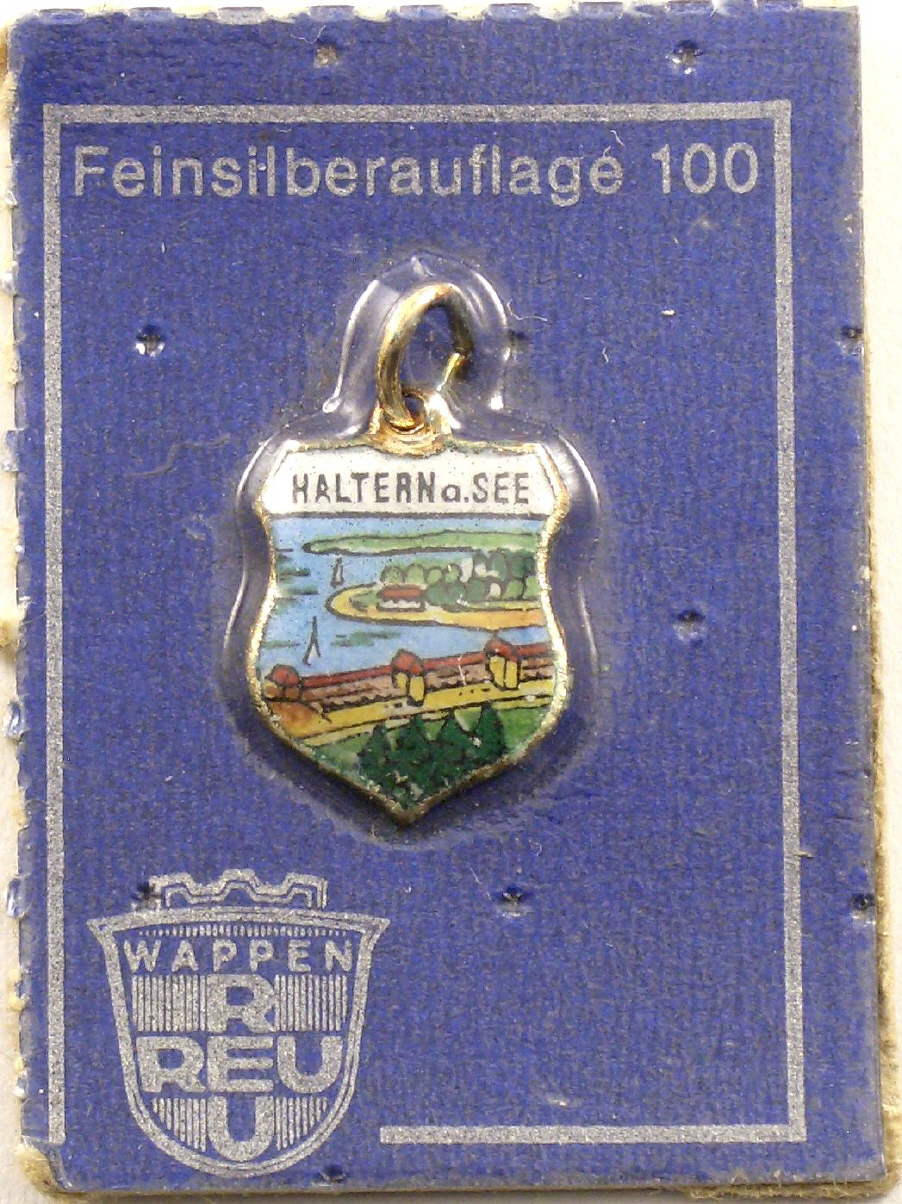 Feinsilberauflage 100
HALTERN a. SEE
WAPPEN
R
REU
U